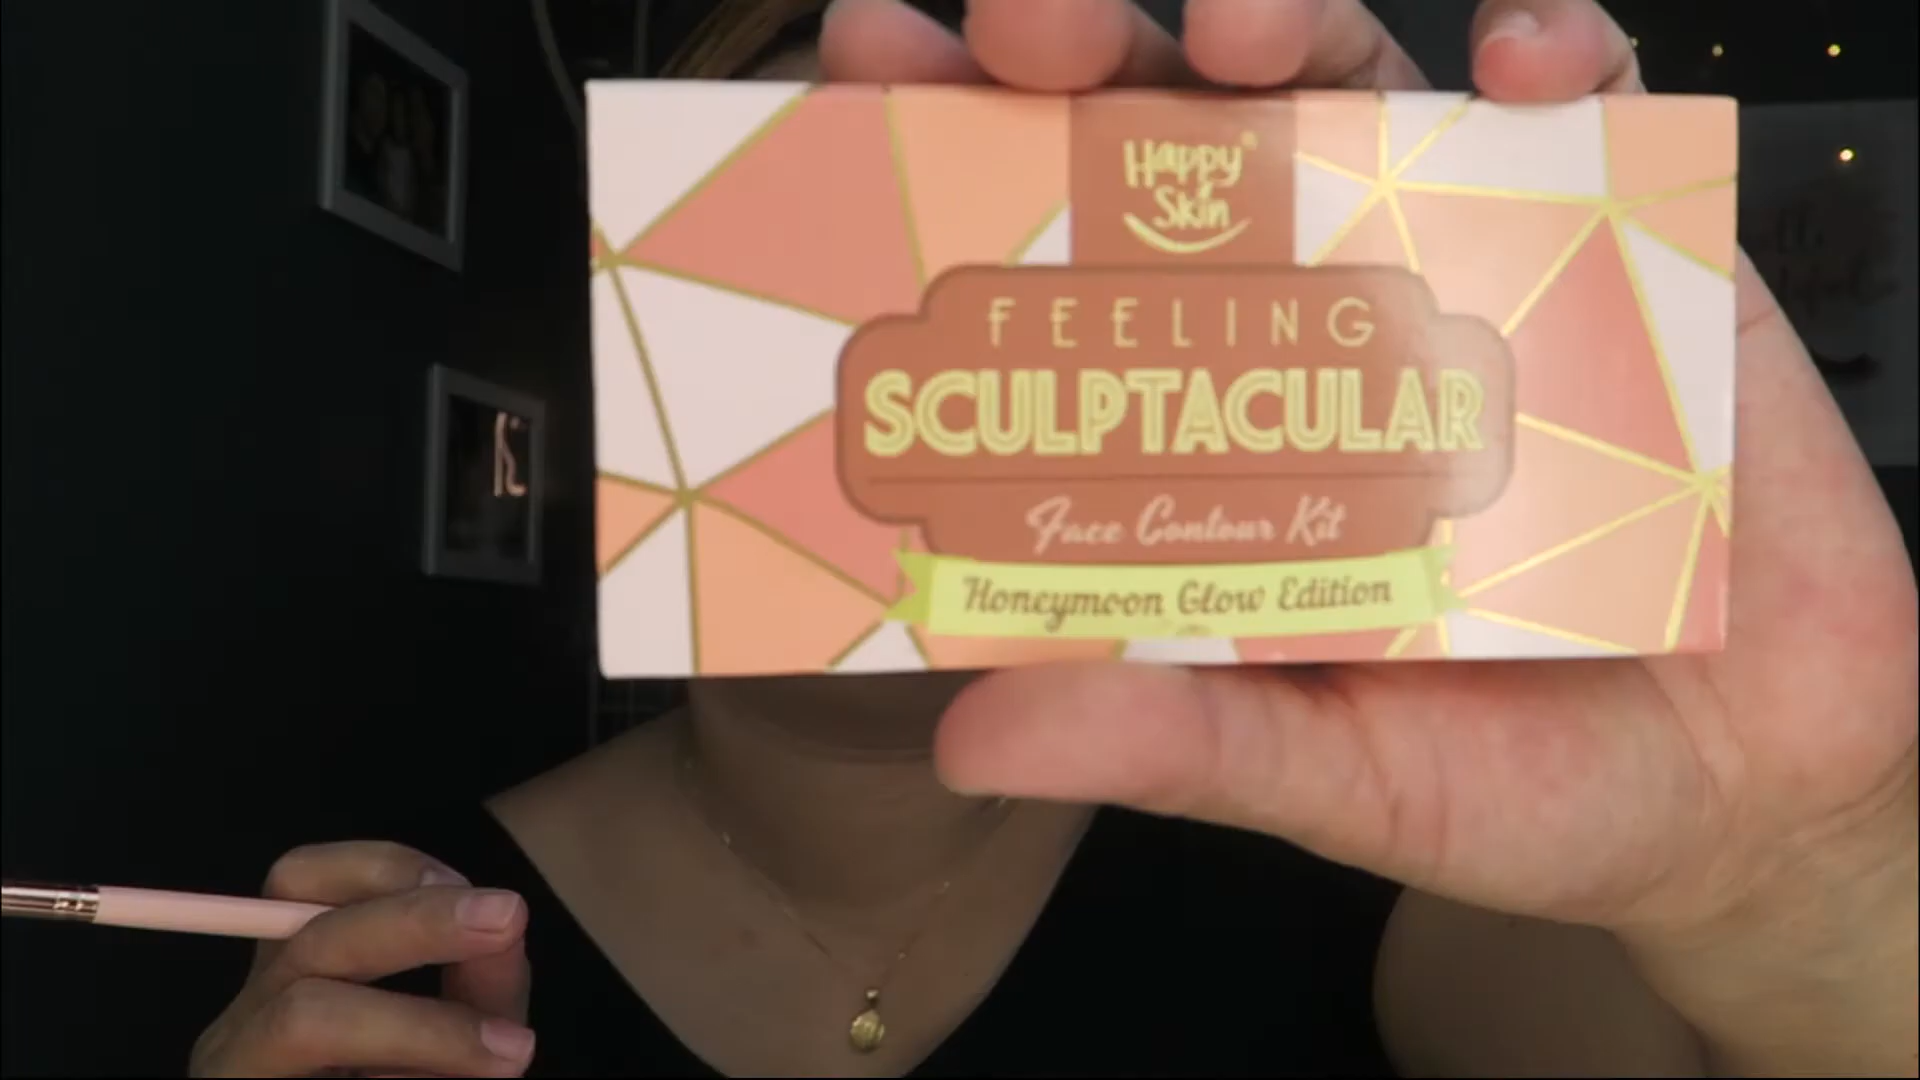 Happy
Skin
FEELING
SCULPTACULAR
Face Contour Kit
Honeymoon Glow Edition